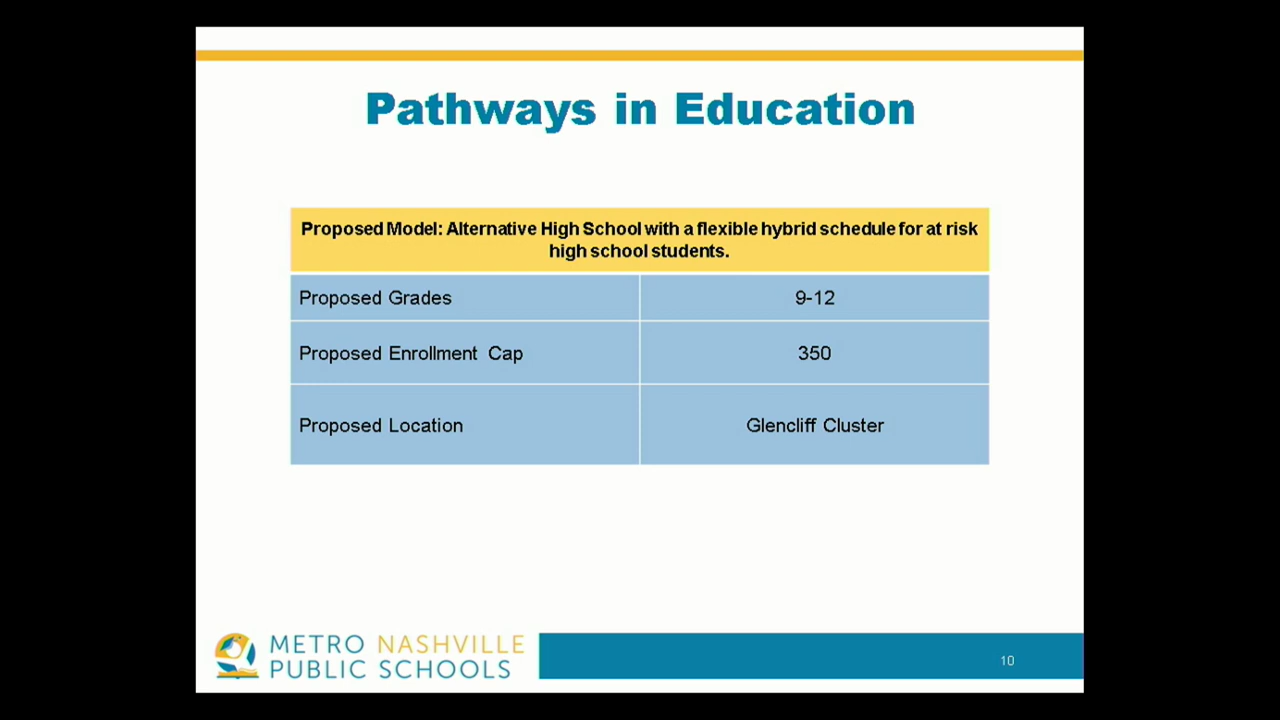 Pathways in Education
Proposed Model: Alternative High School with a flexible hybrid schedule for at risk
high school students.
Proposed Grades 9-12
Proposed Enrollment Cap 350
Proposed Location Glencliff Cluster
METRO NASHVILLE
PUBLIC SCHOOLS
10